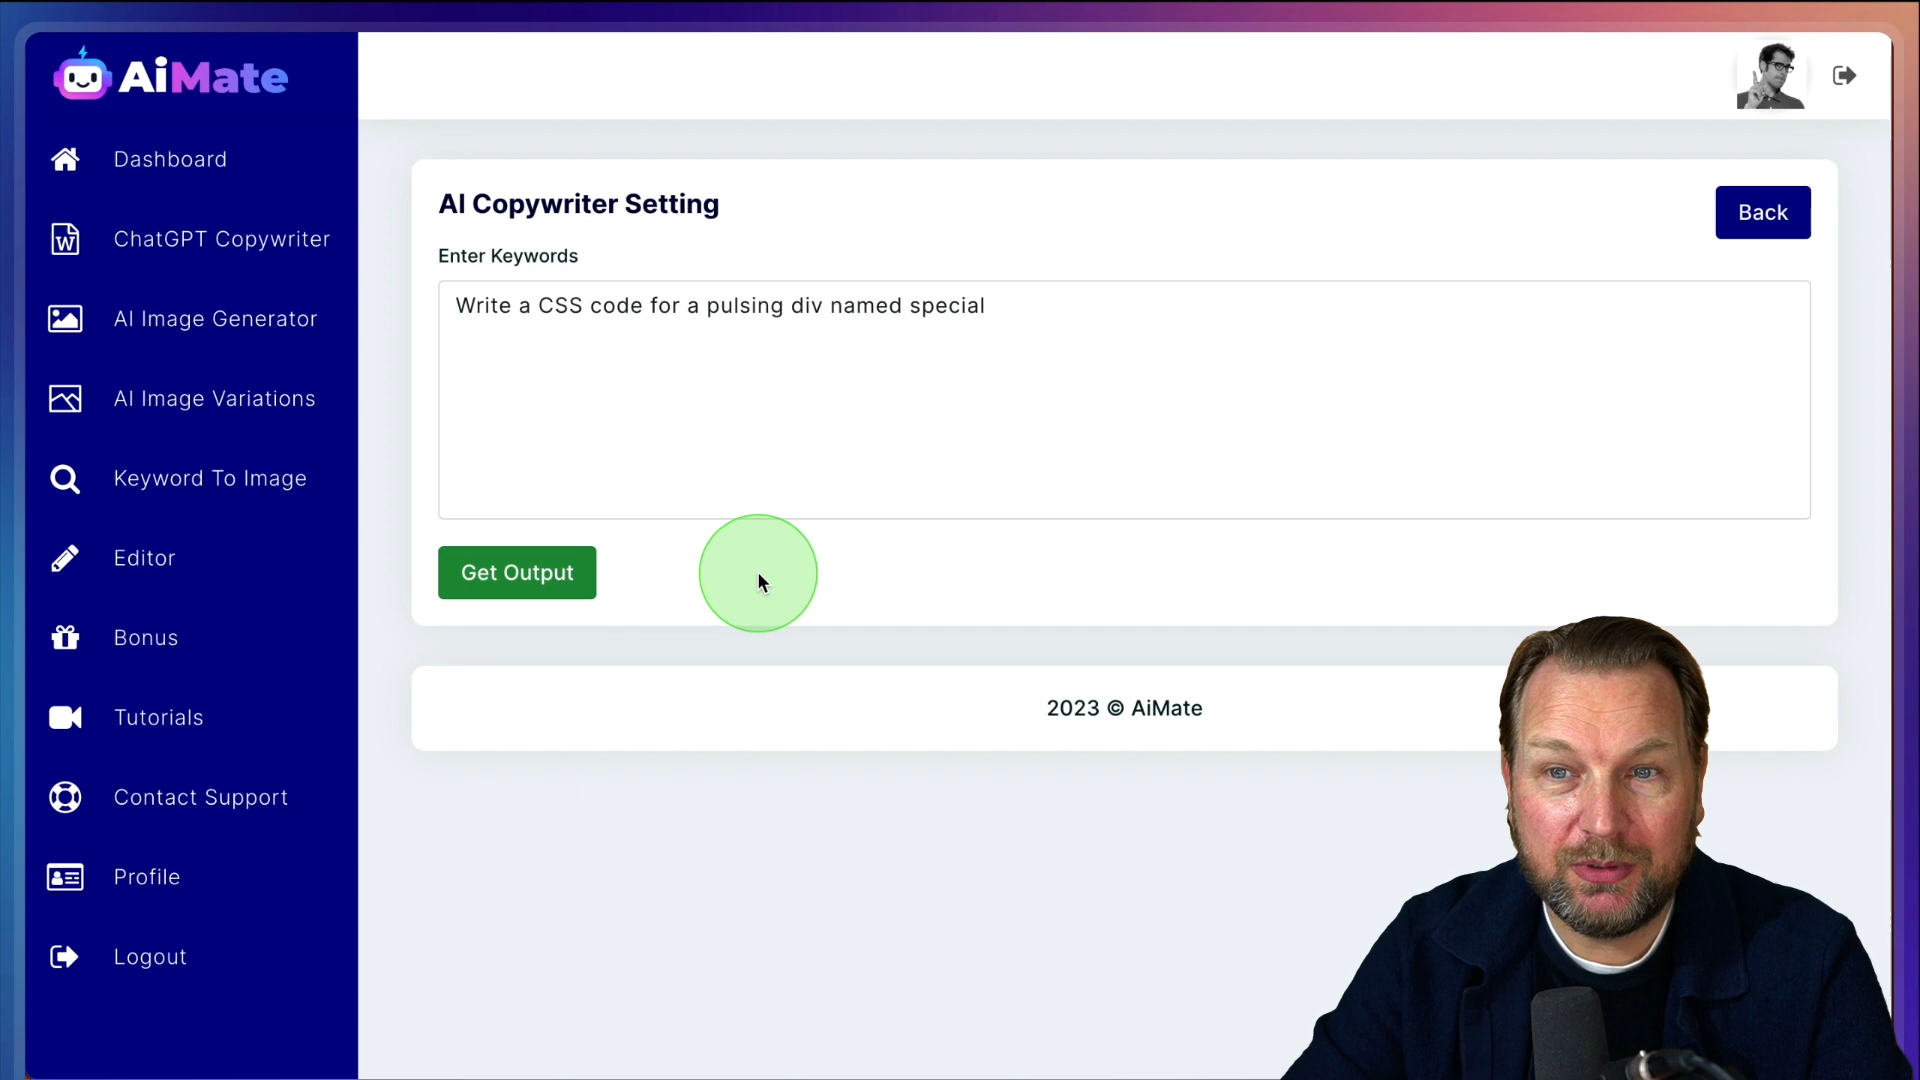 AiMate
Dashboard
ChatGPT Copywriter
AI Image Generator
AI Image Variations
Keyword To Image
Editor
Bonus
Tutorials
Contact Support
Profile
Logout
AI Copywriter Setting
Back
Enter Keywords
Write a CSS code for a pulsing div named special
Get Output
2023 © AiMate